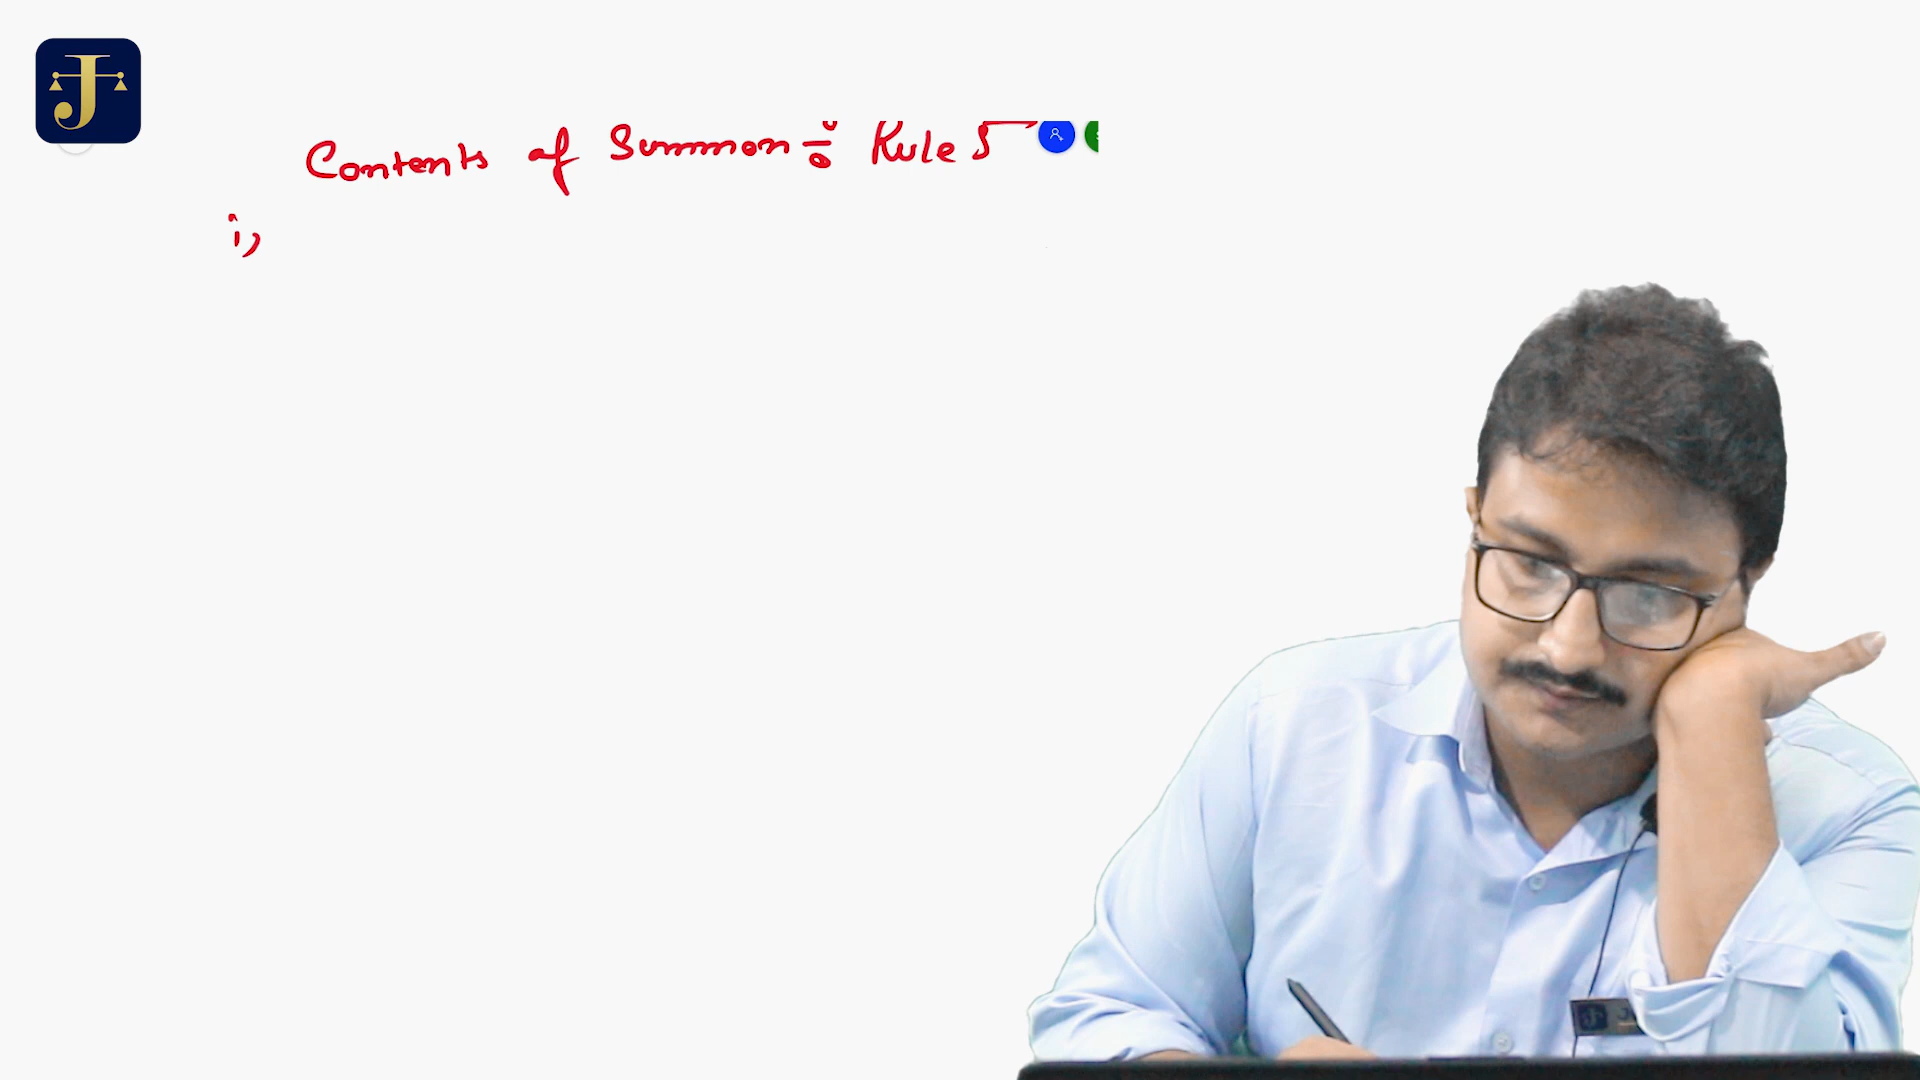 Contents of Summon :- Rule 5
i)